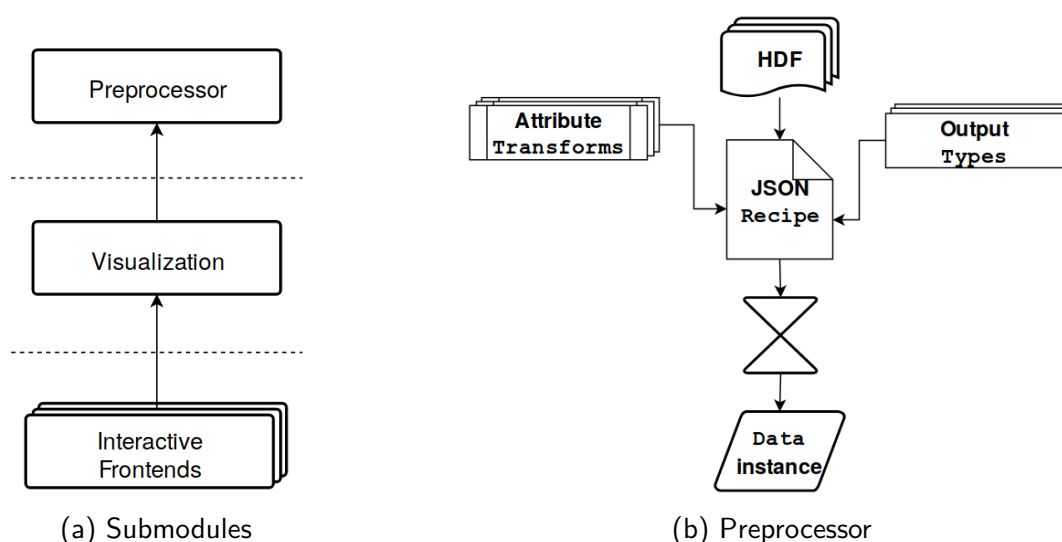 Preprocessor
Visualization
Interactive
Frontends
(a) Submodules
HDF
Attribute
Transforms
Output
Types
JSON
Recipe
Data
instance
(b) Preprocessor